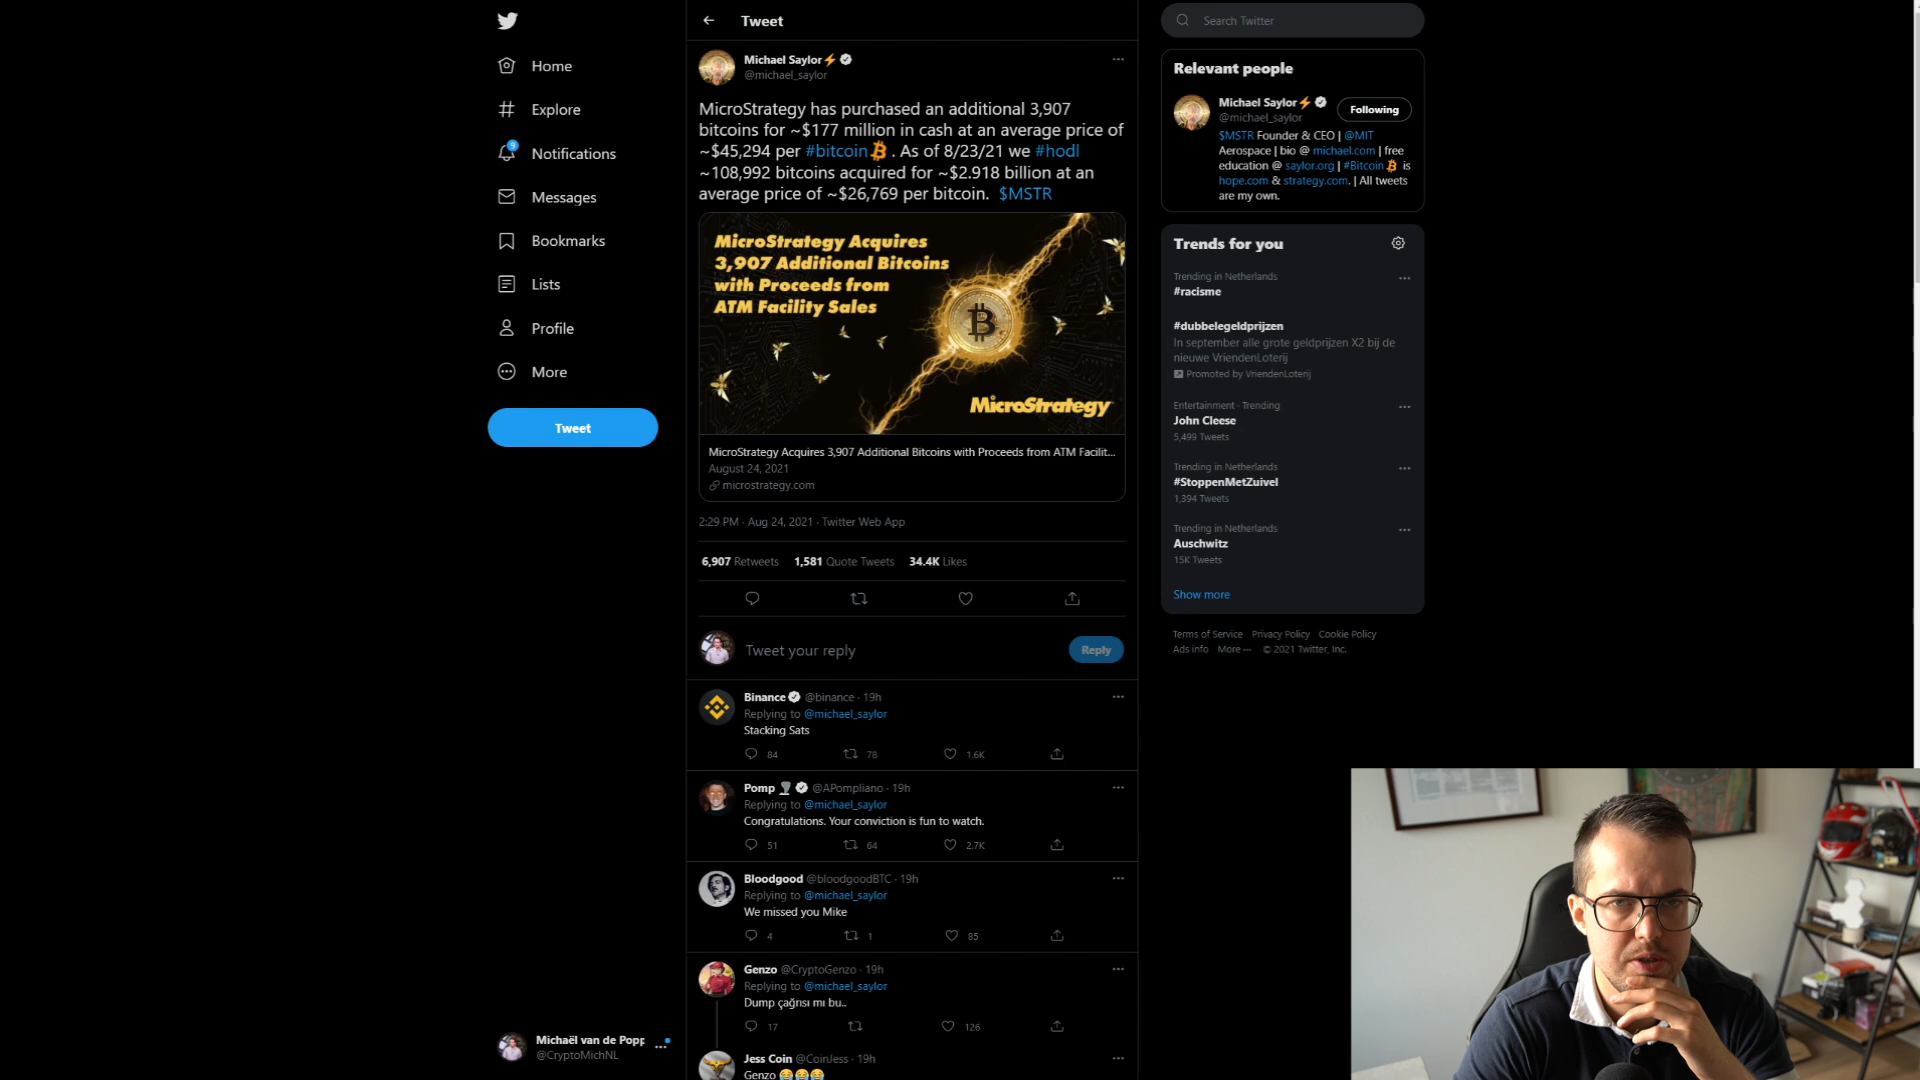 Home
Explore
9
Notifications
Messages
Bookmarks
Lists
Profile
More
Tweet
Michaël van de Popp
@CryptoMichNL
Tweet
Michael Saylor⚡
@michael_saylor
MicroStrategy has purchased an additional 3,907
bitcoins for ~$177 million in cash at an average price of
~$45,294 per #bitcoin . As of 8/23/21 we #hodl
~108,992 bitcoins acquired for ~$2.918 billion at an
average price of ~$26,769 per bitcoin. $MSTR
MicroStrategy Acquires
3,907 Additional Bitcoins
with Proceeds from
ATM Facility Sales
MicroStrategy
MicroStrategy Acquires 3,907 Additional Bitcoins with Proceeds from ATM Facilit...
August 24, 2021
microstrategy.com
2:29 PM · Aug 24, 2021 · Twitter Web App
6,907 Retweets 1,581 Quote Tweets 34.4K Likes
Tweet your reply
Reply
Binance @binance · 19h
Replying to @michael_saylor
Stacking Sats
84 78 1.6K
Pomp 🌪 @APompliano · 19h
Replying to @michael_saylor
Congratulations. Your conviction is fun to watch.
51 64 2.7K
Bloodgood @bloodgoodBTC · 19h
Replying to @michael_saylor
We missed you Mike
4 1 85
Genzo @CryptoGenzo · 19h
Replying to @michael_saylor
Dump çağrısı mı bu..
17 126
Jess Coin @CoinJess · 19h
Genzo 😂😂😂
Search Twitter
Relevant people
Michael Saylor⚡
@michael_saylor
Following
$MSTR Founder & CEO | @MIT
Aerospace | bio @ michael.com | free
education @ saylor.org | #Bitcoin is
hope.com & strategy.com. | All tweets
are my own.
Trends for you
Trending in Netherlands
#racisme
#dubbelegeldprijzen
In september alle grote geldprijzen X2 bij de
nieuwe VriendenLoterij
Promoted by VriendenLoterij
Entertainment · Trending
John Cleese
5,499 Tweets
Trending in Netherlands
#StoppenMetZuivel
1,394 Tweets
Trending in Netherlands
Auschwitz
15K Tweets
Show more
Terms of Service Privacy Policy Cookie Policy
Ads info More ··· © 2021 Twitter, Inc.